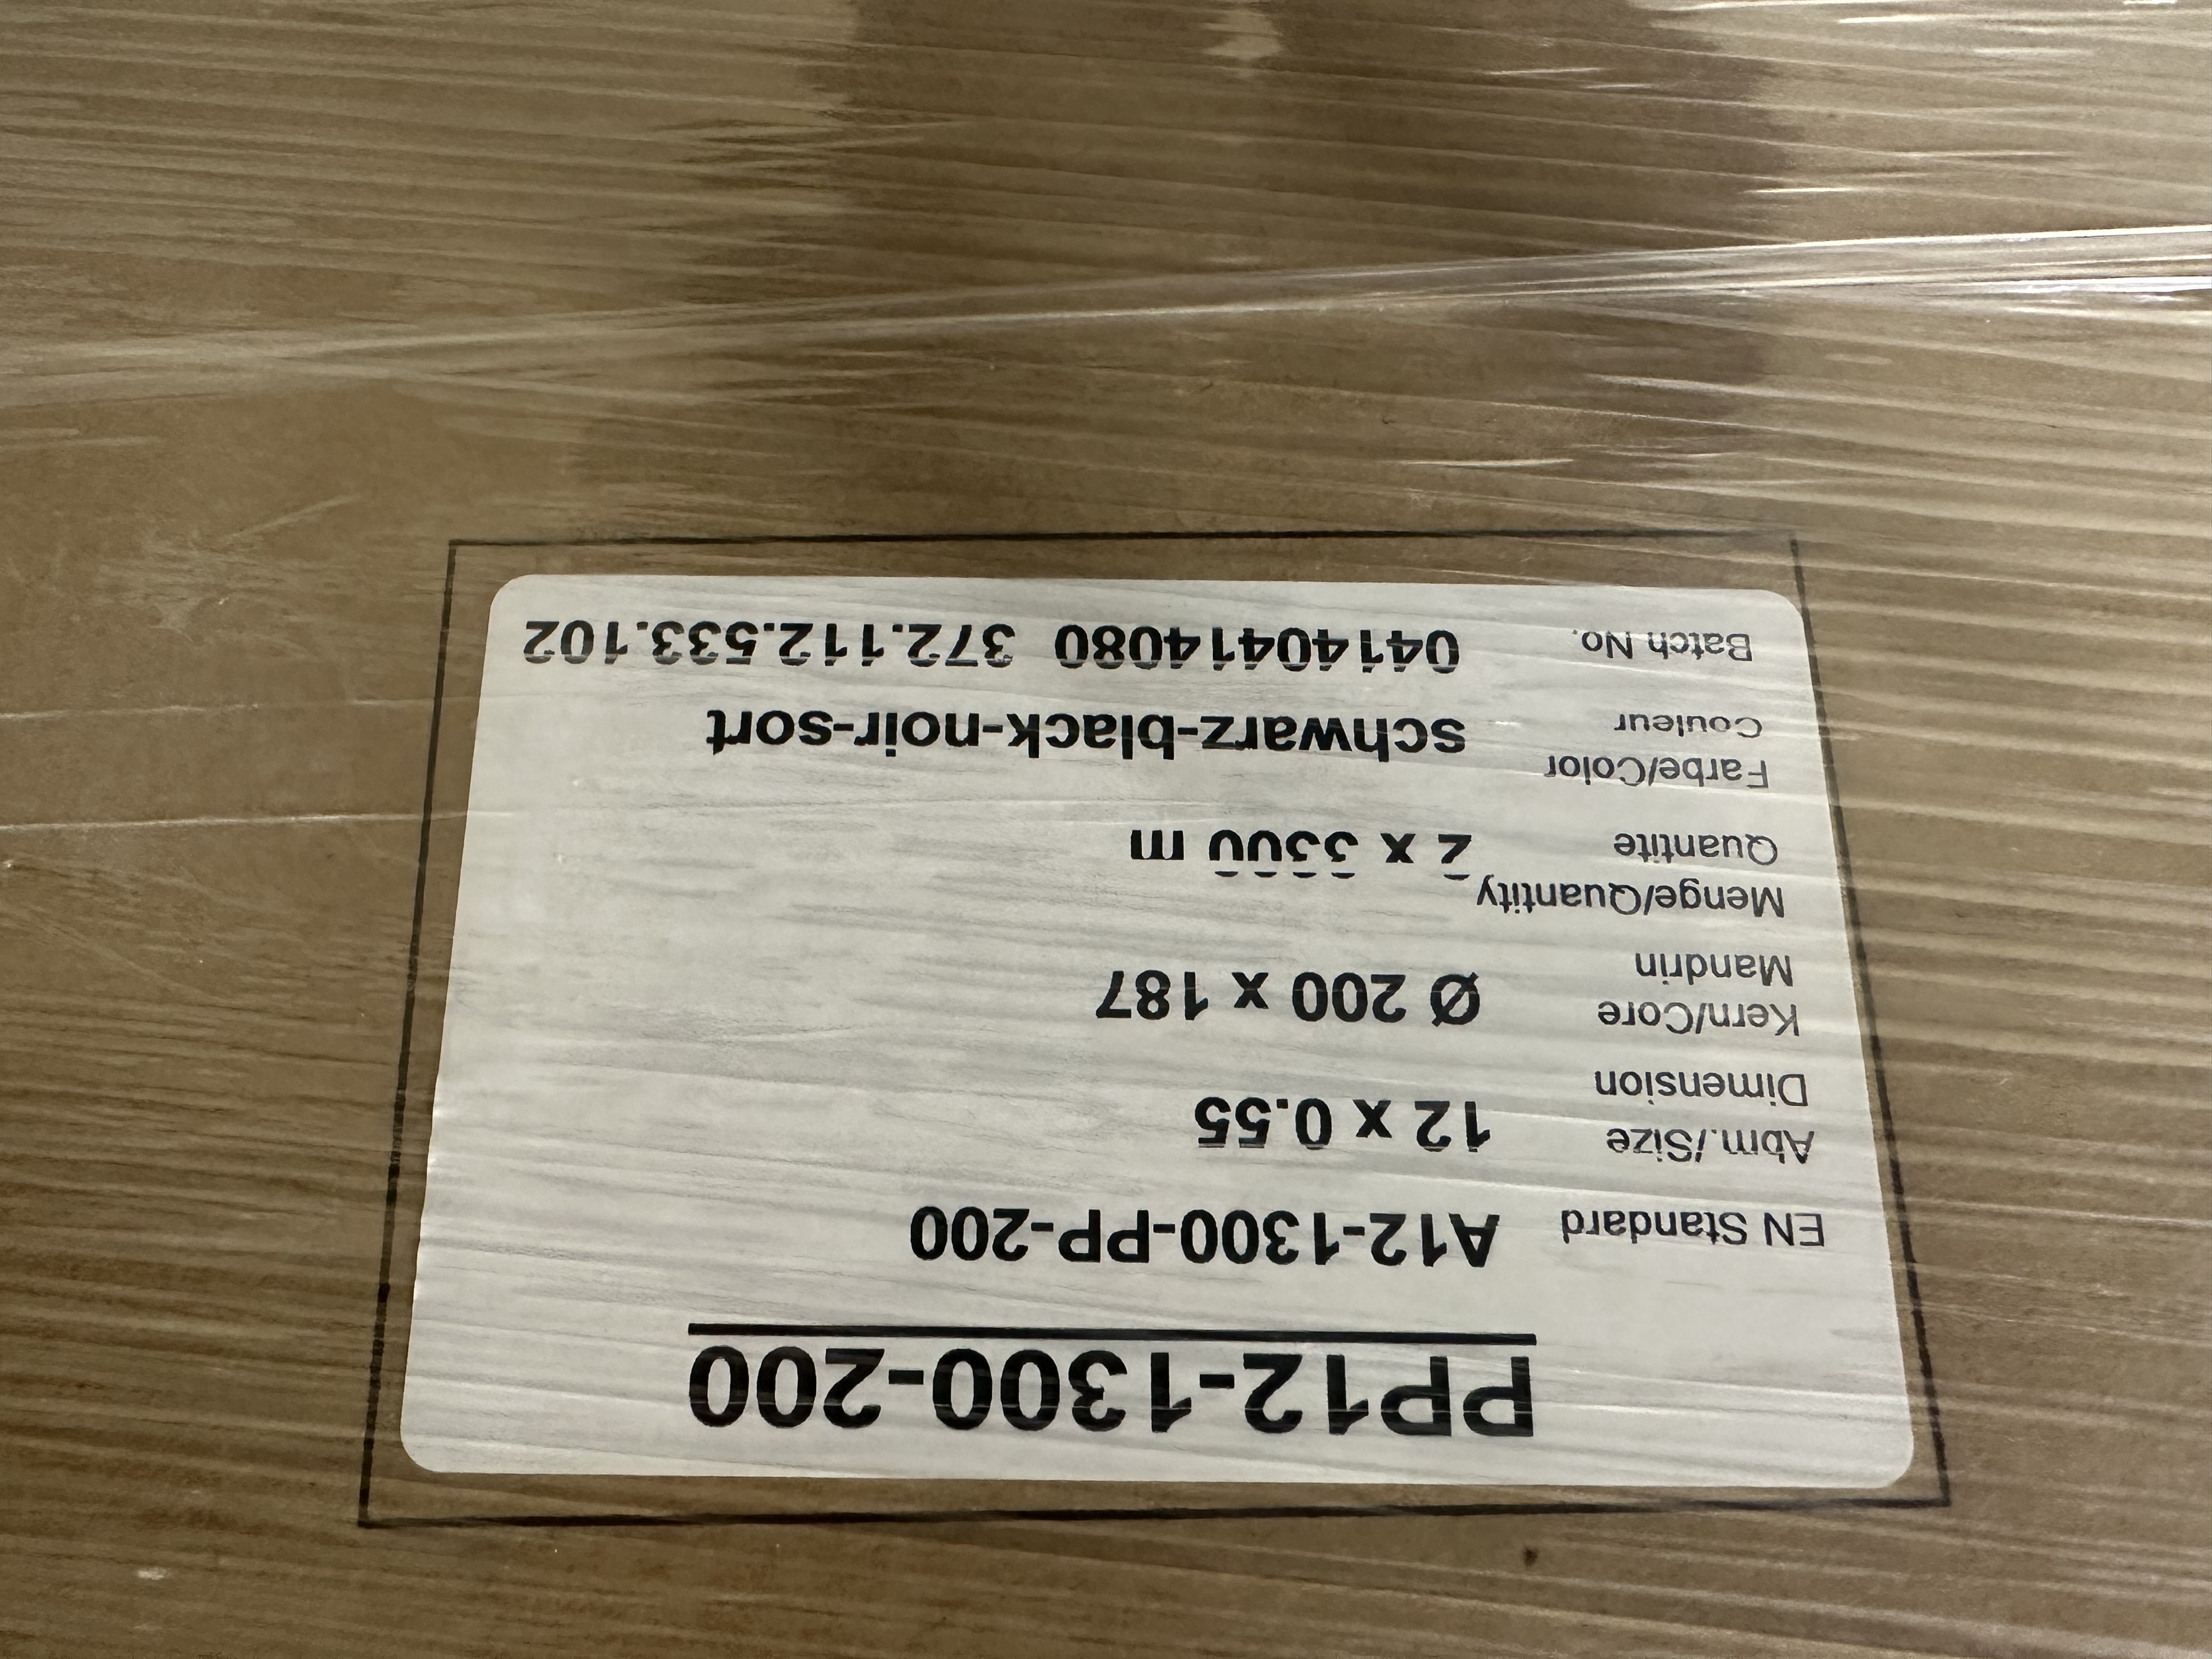 PP12-1300-200
EN Standard A12-1300-PP-200
Abm./Size 12 x 0.55
Dimension
Kern/Core Ø 200 x 187
Mandrin
Menge/Quantity 2 x 3300 m
Quantite
Farbe/Color schwarz-black-noir-sort
Couleur
Batch No. 04140414080 372.112.533.102